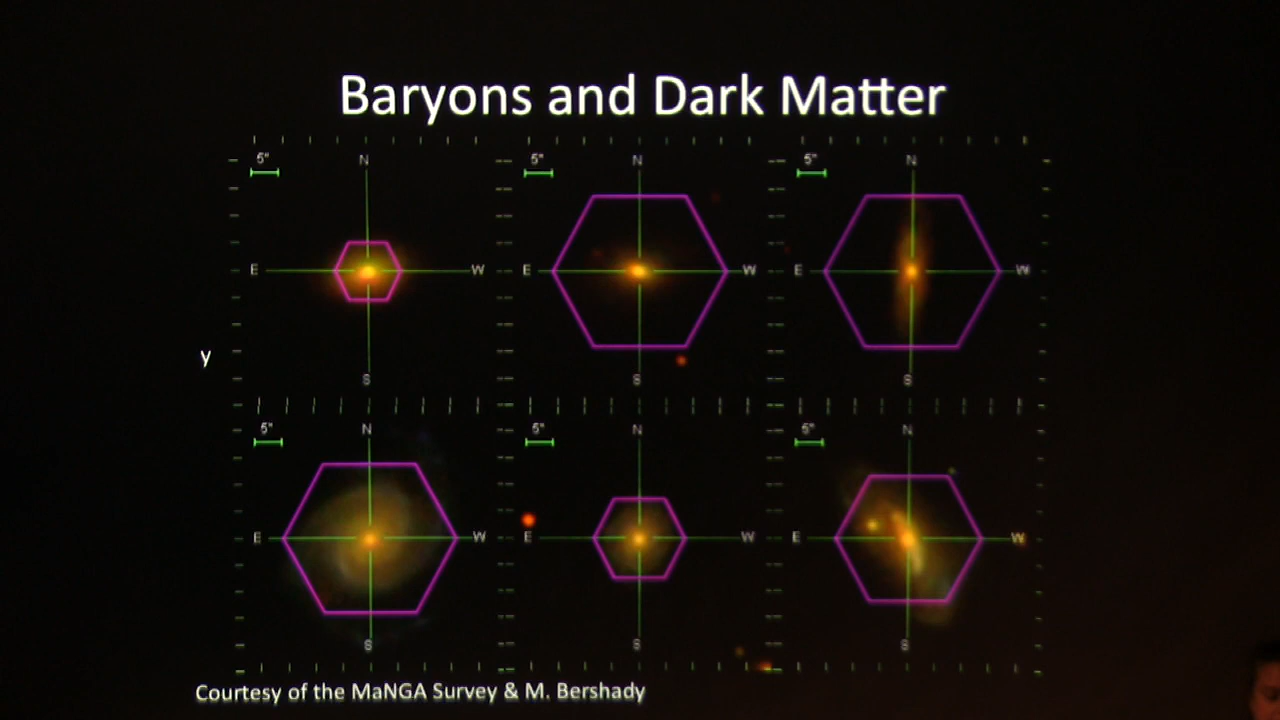 Baryons and Dark Matter
5" N 5" N 5" N
E W E W E W
y
S S S
5" N 5" N 5" N
E W E W E W
S S S
Courtesy of the MaNGA Survey & M. Bershady